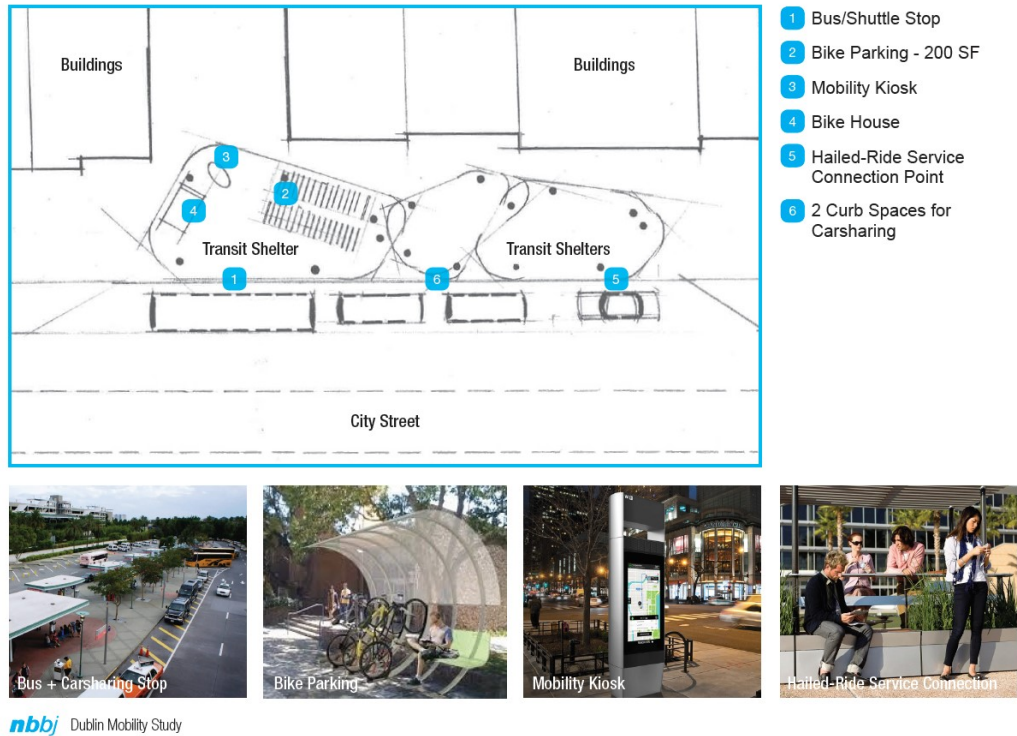 Buildings
Buildings
3
2
4
Transit Shelter
Transit Shelters
1
6
5
City Street
1 Bus/Shuttle Stop
2 Bike Parking - 200 SF
3 Mobility Kiosk
4 Bike House
5 Hailed-Ride Service
Connection Point
6 2 Curb Spaces for
Carsharing
Bus + Carsharing Stop
Bike Parking
Mobility Kiosk
Hailed-Ride Service Connection
nbbj Dublin Mobility Study